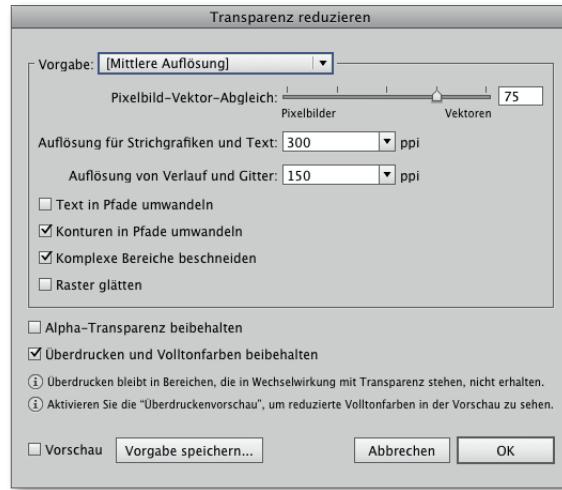 Transparenz reduzieren
Vorgabe: [Mittlere Auflösung]
Pixelbild-Vektor-Abgleich: 75
Pixelbilder Vektoren
Auflösung für Strichgrafiken und Text: 300 ppi
Auflösung von Verlauf und Gitter: 150 ppi
Text in Pfade umwandeln
Konturen in Pfade umwandeln
Komplexe Bereiche beschneiden
Raster glätten
Alpha-Transparenz beibehalten
Überdrucken und Volltonfarben beibehalten
Überdrucken bleibt in Bereichen, die in Wechselwirkung mit Transparenz stehen, nicht erhalten.
Aktivieren Sie die “Überdruckenvorschau”, um reduzierte Volltonfarben in der Vorschau zu sehen.
Vorschau Vorgabe speichern... Abbrechen OK